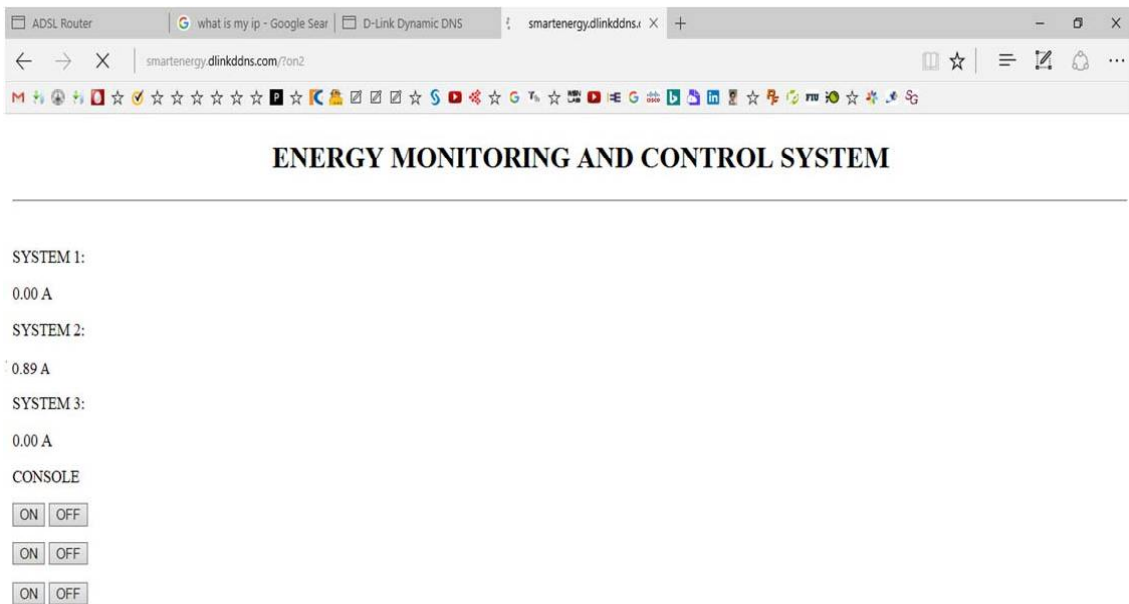 ADSL Router
what is my ip - Google Sear
D-Link Dynamic DNS
smartenergy.dlinkddns.c
smartenergy.dlinkddns.com/?on2
ENERGY MONITORING AND CONTROL SYSTEM
SYSTEM 1:
0.00 A
SYSTEM 2:
0.89 A
SYSTEM 3:
0.00 A
CONSOLE
ON OFF
ON OFF
ON OFF